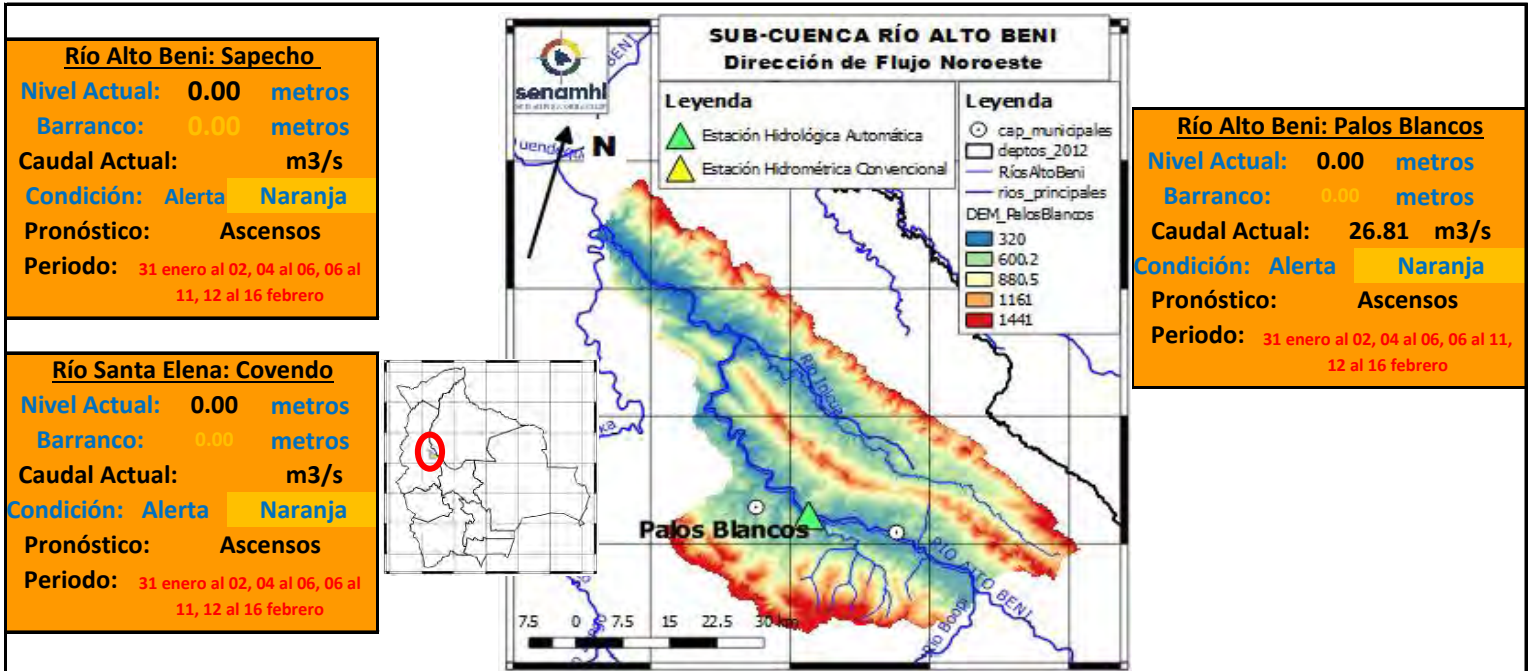 Río Alto Beni: Sapecho
Nivel Actual: 0.00 metros
Barranco: 0.00 metros
Caudal Actual: m3/s
Condición: Alerta Naranja
Pronóstico: Ascensos
Periodo: 31 enero al 02, 04 al 06, 06 al
11, 12 al 16 febrero
Río Santa Elena: Covendo
Nivel Actual: 0.00 metros
Barranco: 0.00 metros
Caudal Actual: m3/s
Condición: Alerta Naranja
Pronóstico: Ascensos
Periodo: 31 enero al 02, 04 al 06, 06 al
11, 12 al 16 febrero
senamhi
SUB-CUENCA RÍO ALTO BENI
Dirección de Flujo Noroeste
Leyenda
Estación Hidrológica Automática
Estación Hidrométrica Convencional
Leyenda
cap_municipales
deptos_2012
RíosAltoBeni
rios_principales
DEM_PalosBlancos
320
600.2
880.5
1161
1441
BENI
uendeque
N
ka
Río Inicua
Palos Blancos
RÍO ALTO BENI
Río Boopi
7.5 0 7.5 15 22.5 30 km
Río Alto Beni: Palos Blancos
Nivel Actual: 0.00 metros
Barranco: 0.00 metros
Caudal Actual: 26.81 m3/s
Condición: Alerta Naranja
Pronóstico: Ascensos
Periodo: 31 enero al 02, 04 al 06, 06 al 11,
12 al 16 febrero